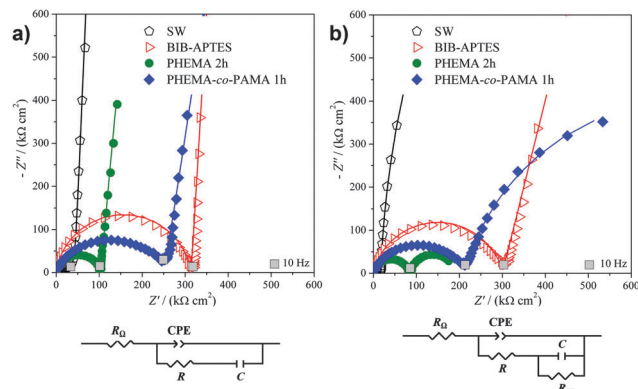 a)
600
500
400
300
200
100
0
- Z″ / (kΩ cm²)
SW
BIB-APTES
PHEMA 2h
PHEMA-co-PAMA 1h
10 Hz
0 100 200 300 400 500 600
Z′ / (kΩ cm²)
RΩ
CPE
R
C
b)
600
500
400
300
200
100
0
- Z″ / (kΩ cm²)
SW
BIB-APTES
PHEMA 2h
PHEMA-co-PAMA 1h
10 Hz
0 100 200 300 400 500 600
Z′ / (kΩ cm²)
RΩ
CPE
R
C